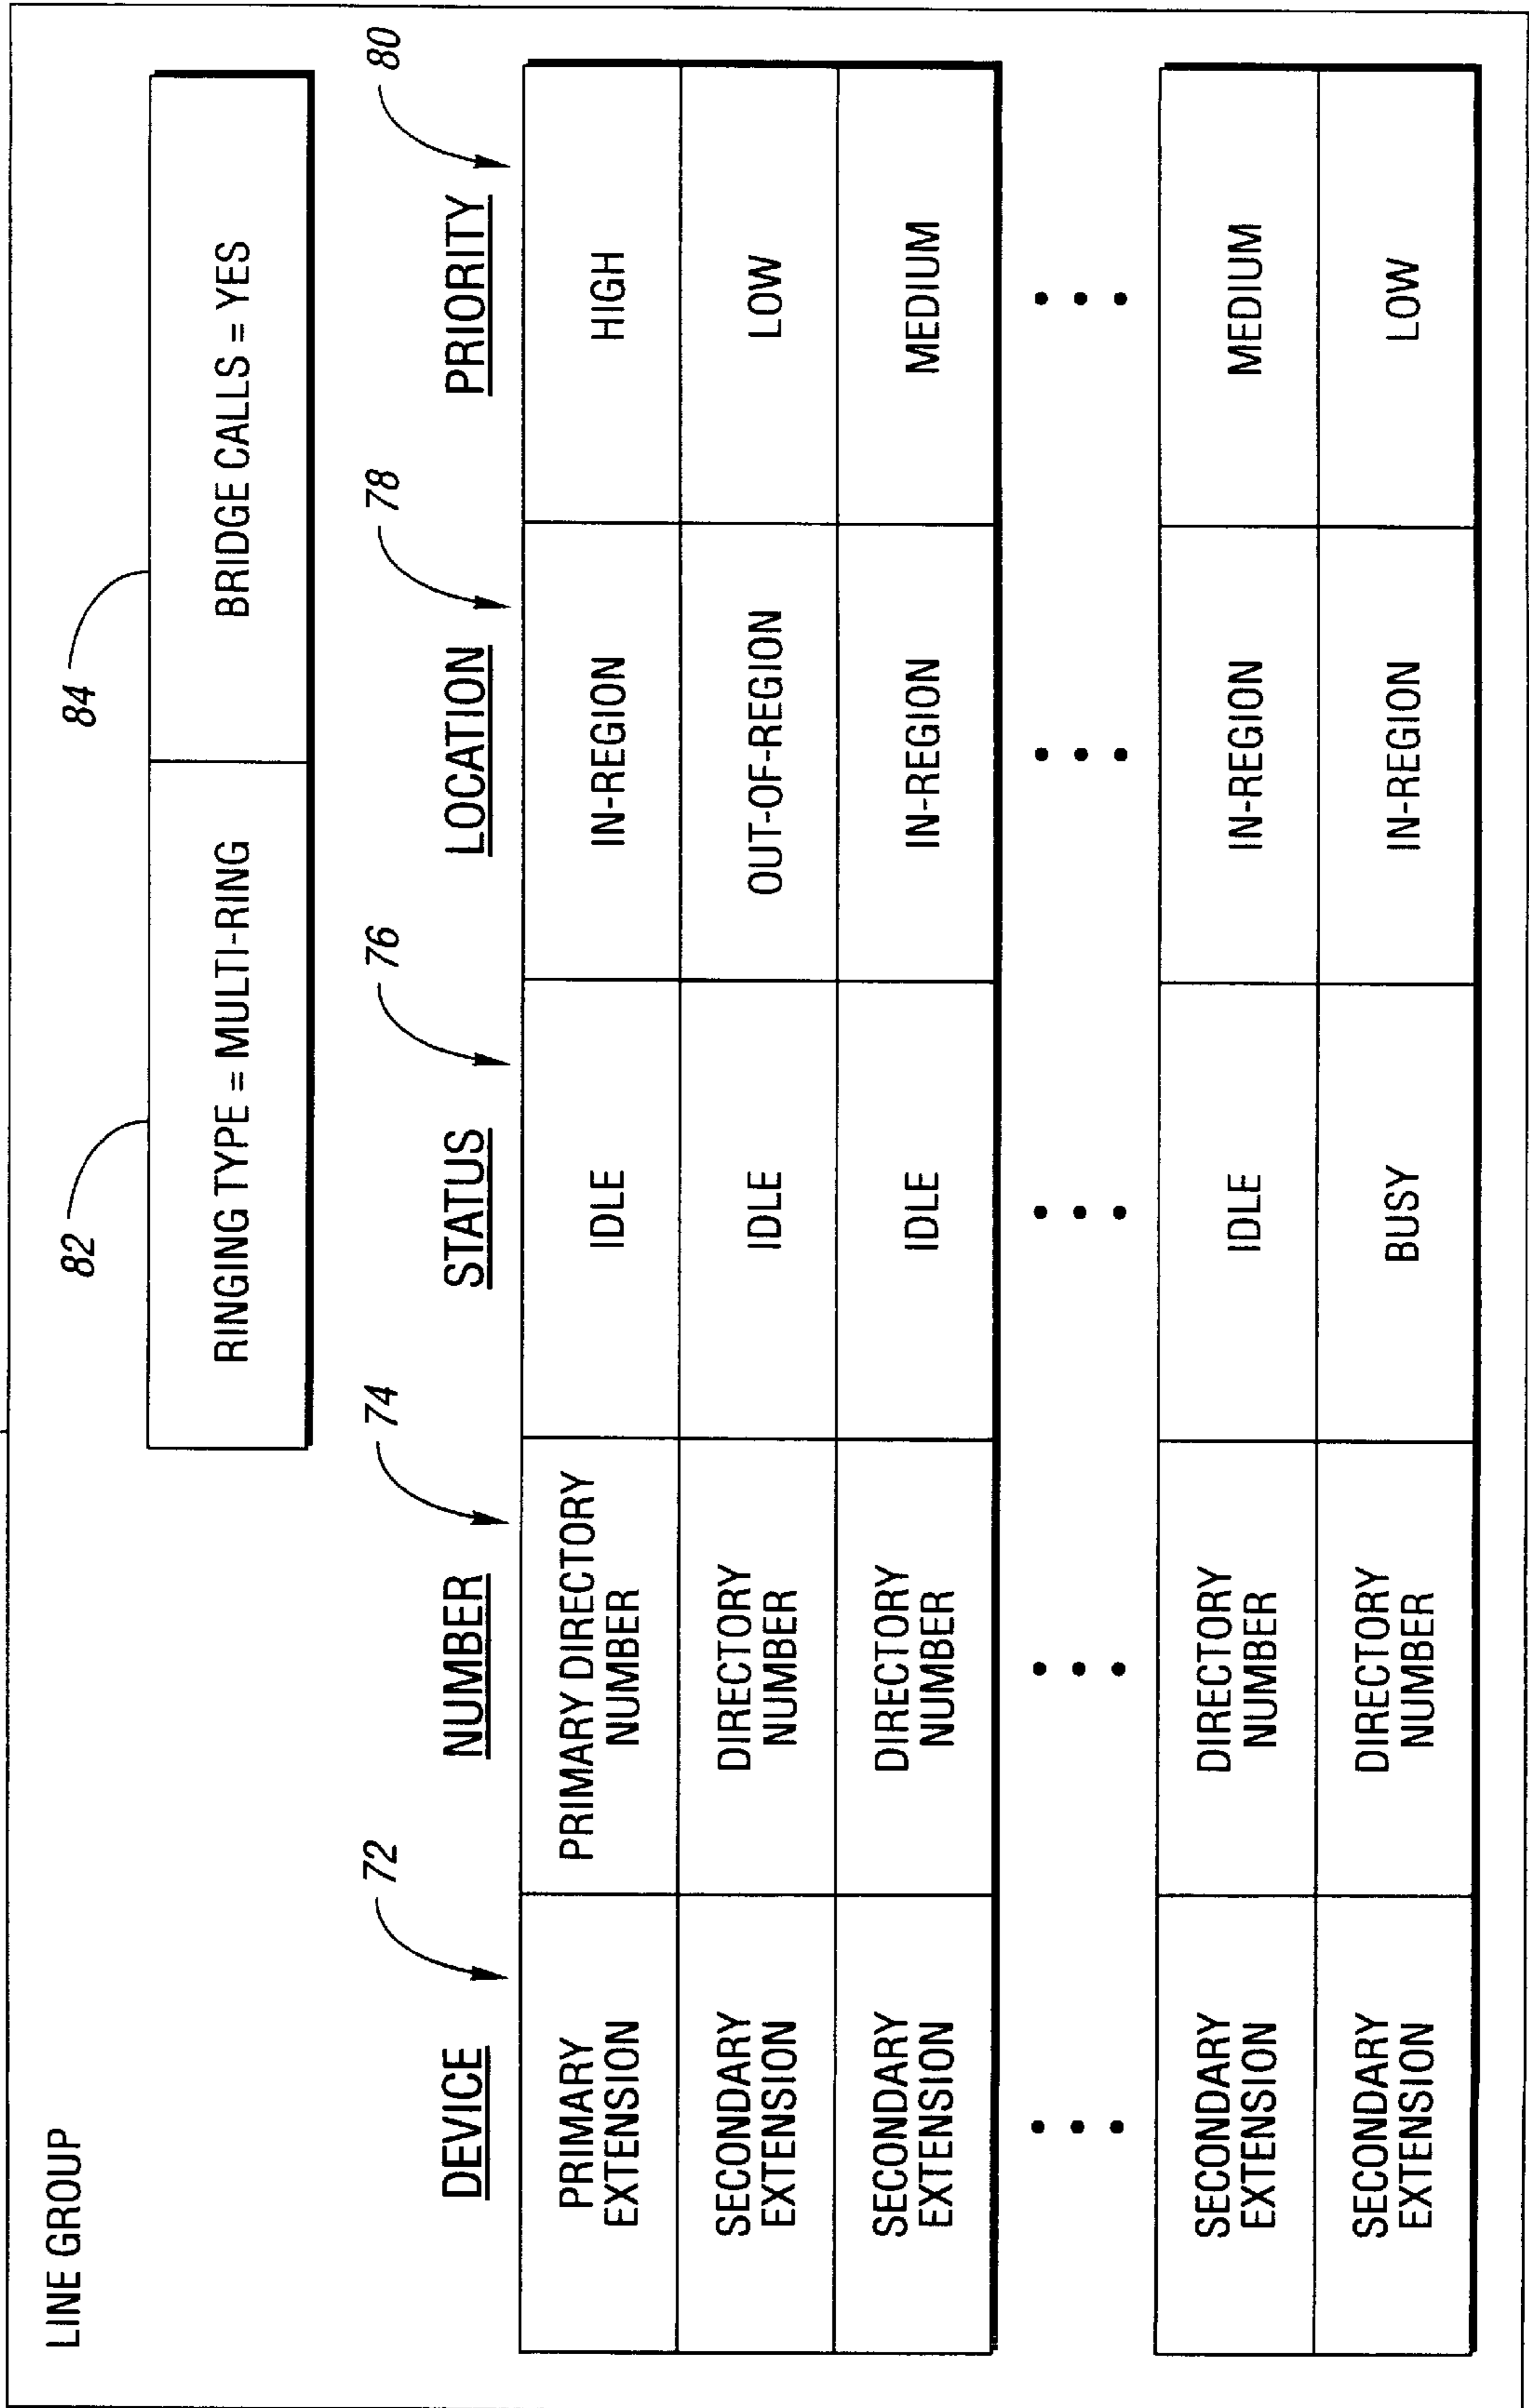 LINE GROUP
82
84
RINGING TYPE = MULTI-RING
BRIDGE CALLS = YES
72
74
76
78
80
DEVICE
NUMBER
STATUS
LOCATION
PRIORITY
PRIMARY
EXTENSION
PRIMARY DIRECTORY
NUMBER
IDLE
IN-REGION
HIGH
SECONDARY
EXTENSION
DIRECTORY
NUMBER
IDLE
OUT-OF-REGION
LOW
SECONDARY
EXTENSION
DIRECTORY
NUMBER
IDLE
IN-REGION
MEDIUM
SECONDARY
EXTENSION
DIRECTORY
NUMBER
IDLE
IN-REGION
MEDIUM
SECONDARY
EXTENSION
DIRECTORY
NUMBER
BUSY
IN-REGION
LOW